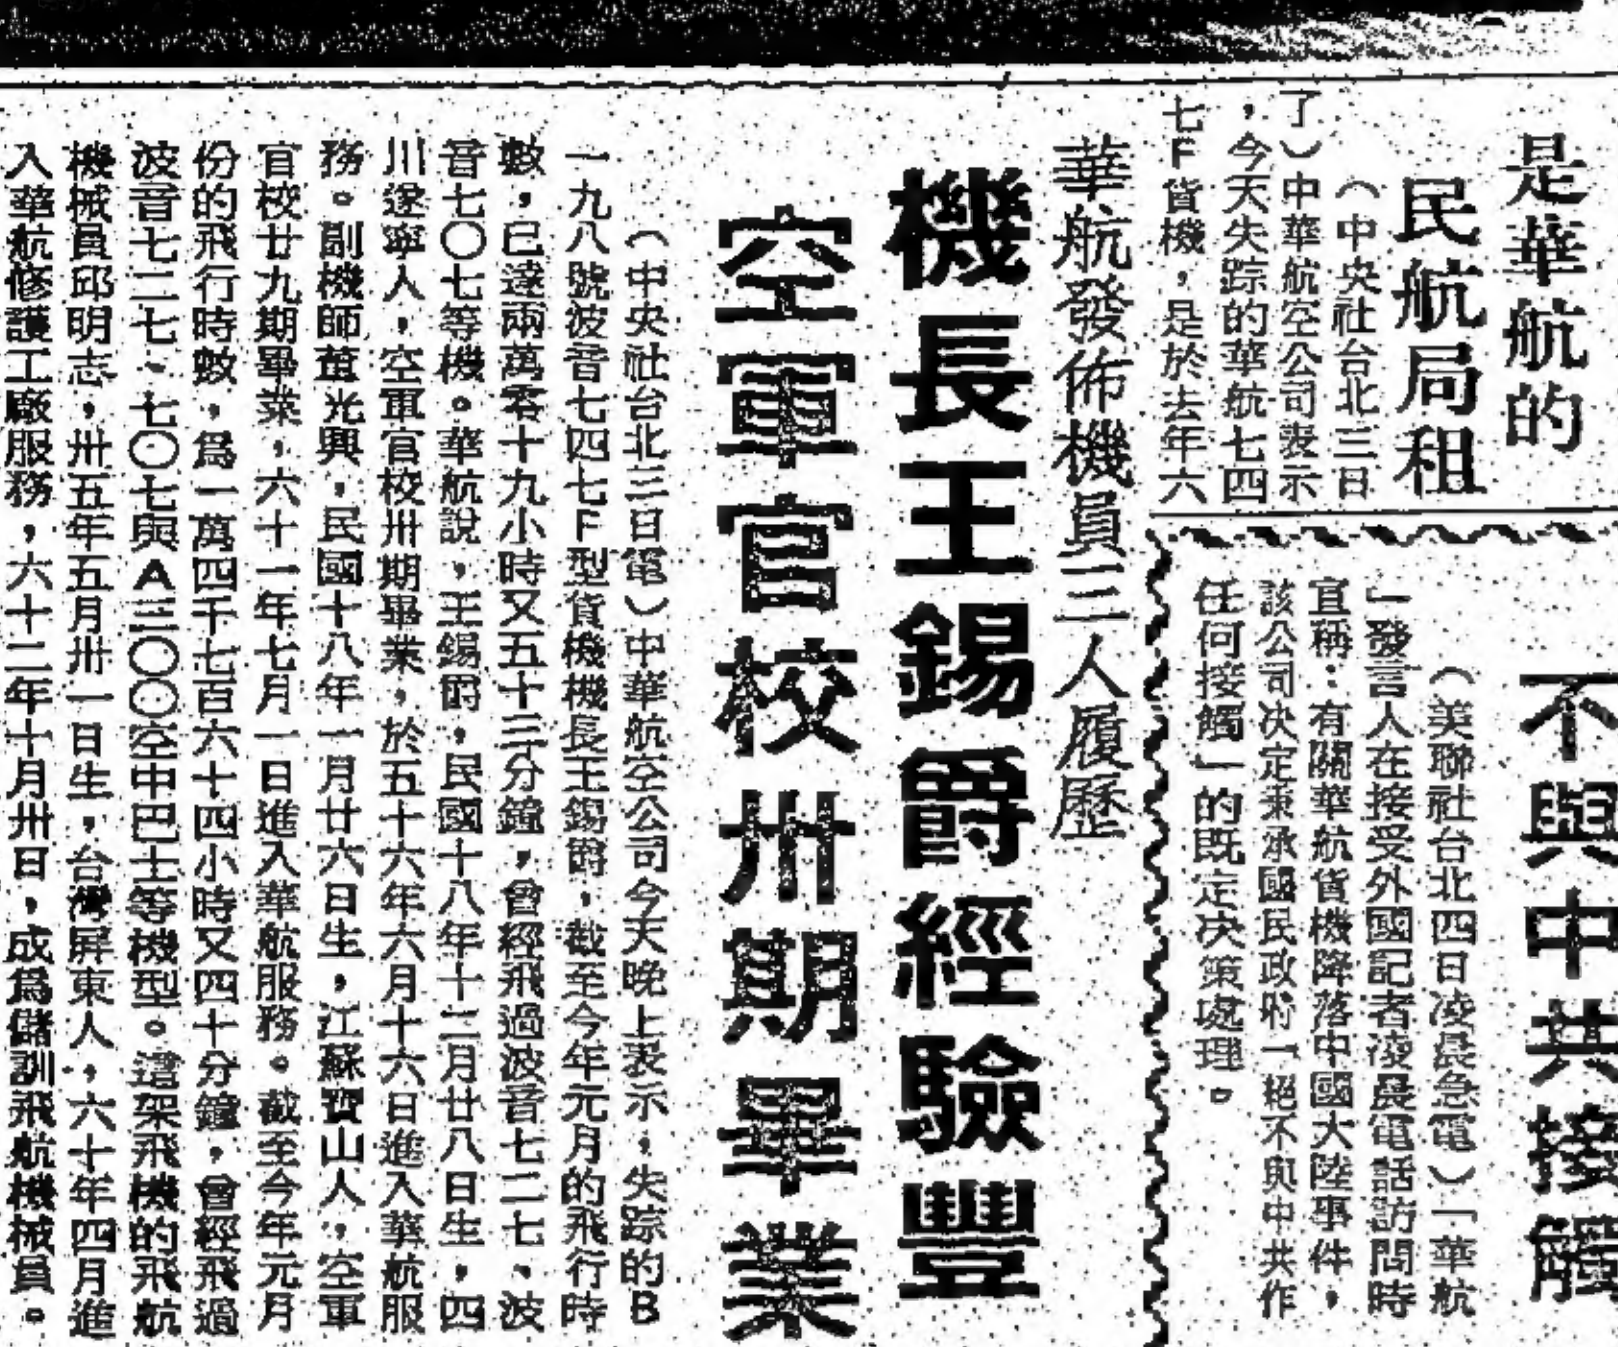 是華航的
民航局租
（中央社台北三日
了）中華航空公司表示
，今天失踪的華航七四
七F貨機，是於去年六
不與中共接觸
（美聯社台北四日凌晨急電）「華航
」發言人在接受外國記者凌晨電話訪問時
宣稱：有關華航貨機降落中國大陸事件，
該公司決定秉承國民政府「絕不與中共作
任何接觸」的既定決策處理。
華航發佈機員三人履歷
機長王錫爵經驗豐
空軍官校卅期畢業
（中央社台北三日電）中華航空公司今天晚上表示，失踪的B
一九八號波音七四七F型貨機機長王錫爵，截至今年元月的飛行時
數，已達兩萬零十九小時又五十三分鐘，曾經飛過波音七二七、波
音七〇七等機。華航說，王錫爵，民國十八年十二月廿八日生，四
川遂寧人，空軍官校卅期畢業，於五十六年六月十六日進入華航服
務。副機師董光興，民國十八年一月廿六日生，江蘇寶山人，空軍
官校廿九期畢業，六十一年七月一日進入華航服務。截至今年元月
份的飛行時數，為一萬四千七百六十四小時又四十分鐘，曾經飛過
波音七二七、七〇七與A三〇〇空中巴士等機型。這架飛機的飛航
機械員邱明志，卅五年五月卅一日生，台灣屏東人，六十年四月進
入華航修護工廠服務，六十二年十月卅日，成為儲訓飛航機械員。